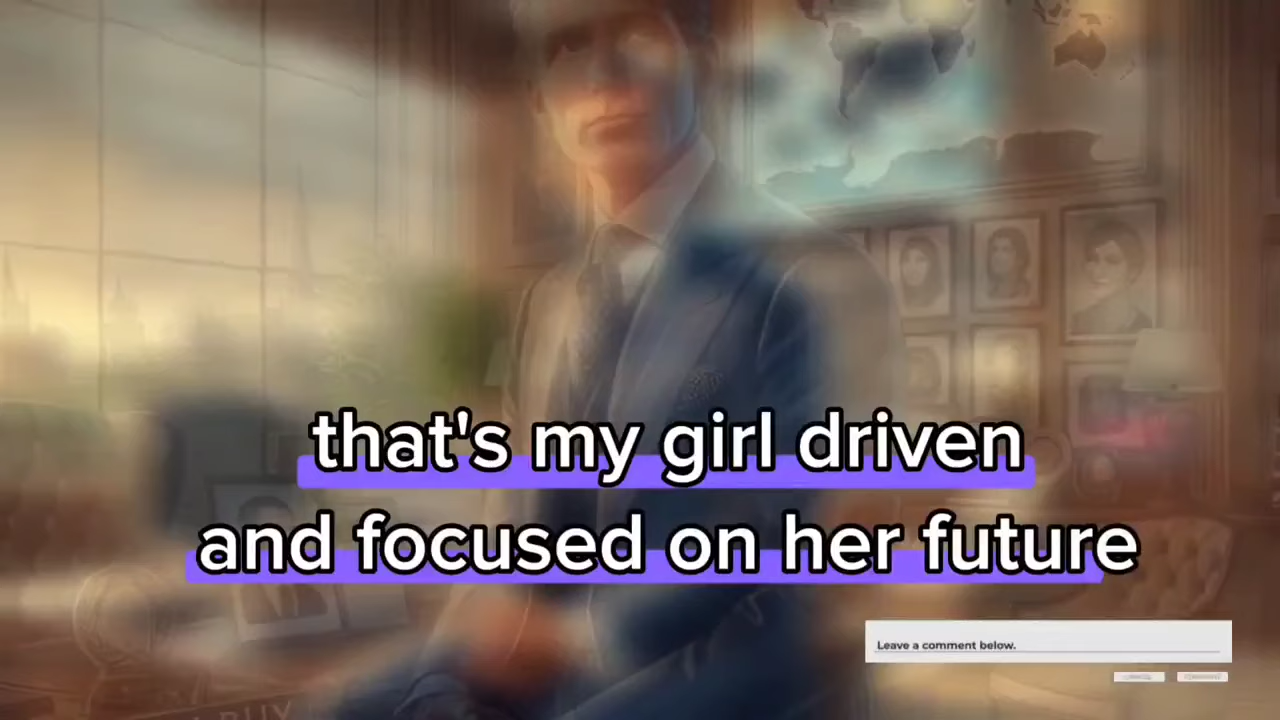 that's my girl driven
and focused on her future
Leave a comment below.